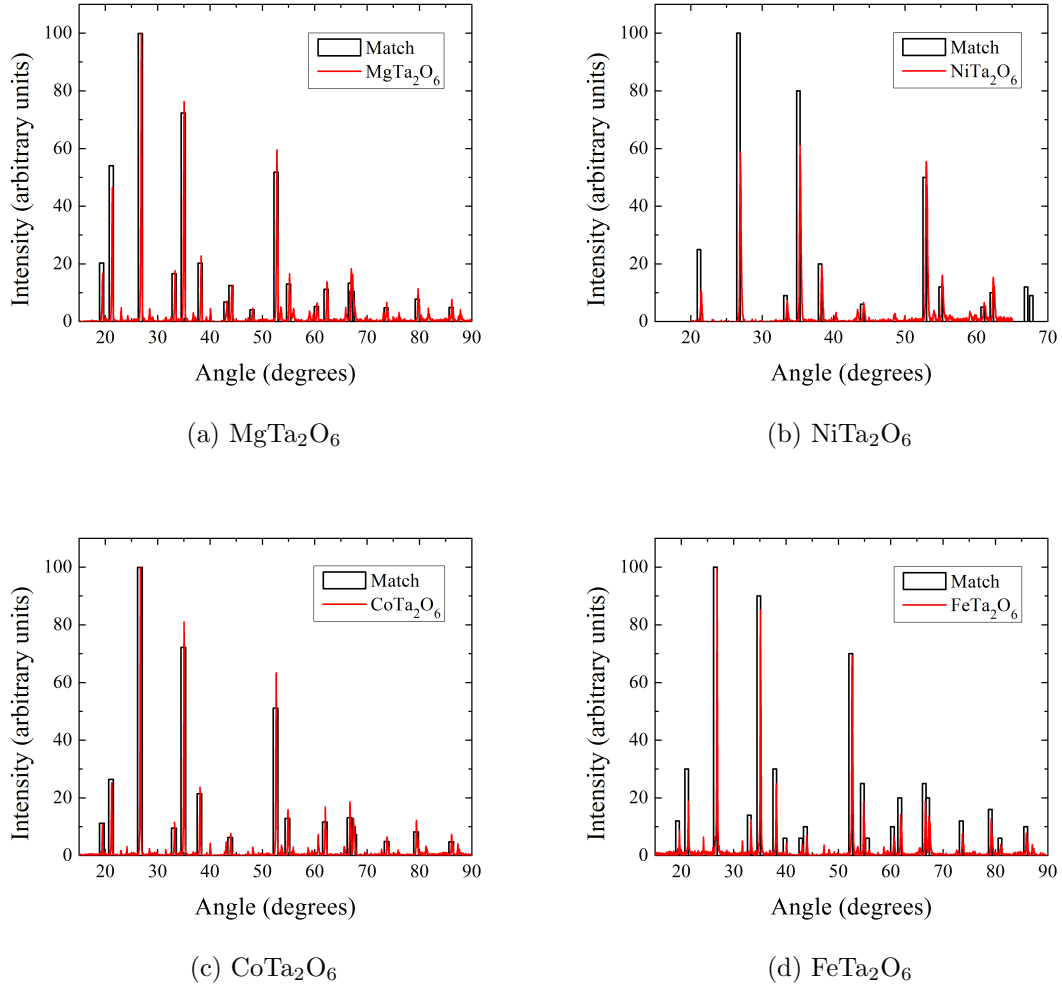 Match
MgTa₂O₆
Intensity (arbitrary units)
100
80
60
40
20
0
20 30 40 50 60 70 80 90
Angle (degrees)
(a) MgTa₂O₆
Match
NiTa₂O₆
Intensity (arbitrary units)
100
80
60
40
20
0
20 30 40 50 60 70
Angle (degrees)
(b) NiTa₂O₆
Match
CoTa₂O₆
Intensity (arbitrary units)
100
80
60
40
20
0
20 30 40 50 60 70 80 90
Angle (degrees)
(c) CoTa₂O₆
Match
FeTa₂O₆
Intensity (arbitrary units)
100
80
60
40
20
0
20 30 40 50 60 70 80 90
Angle (degrees)
(d) FeTa₂O₆